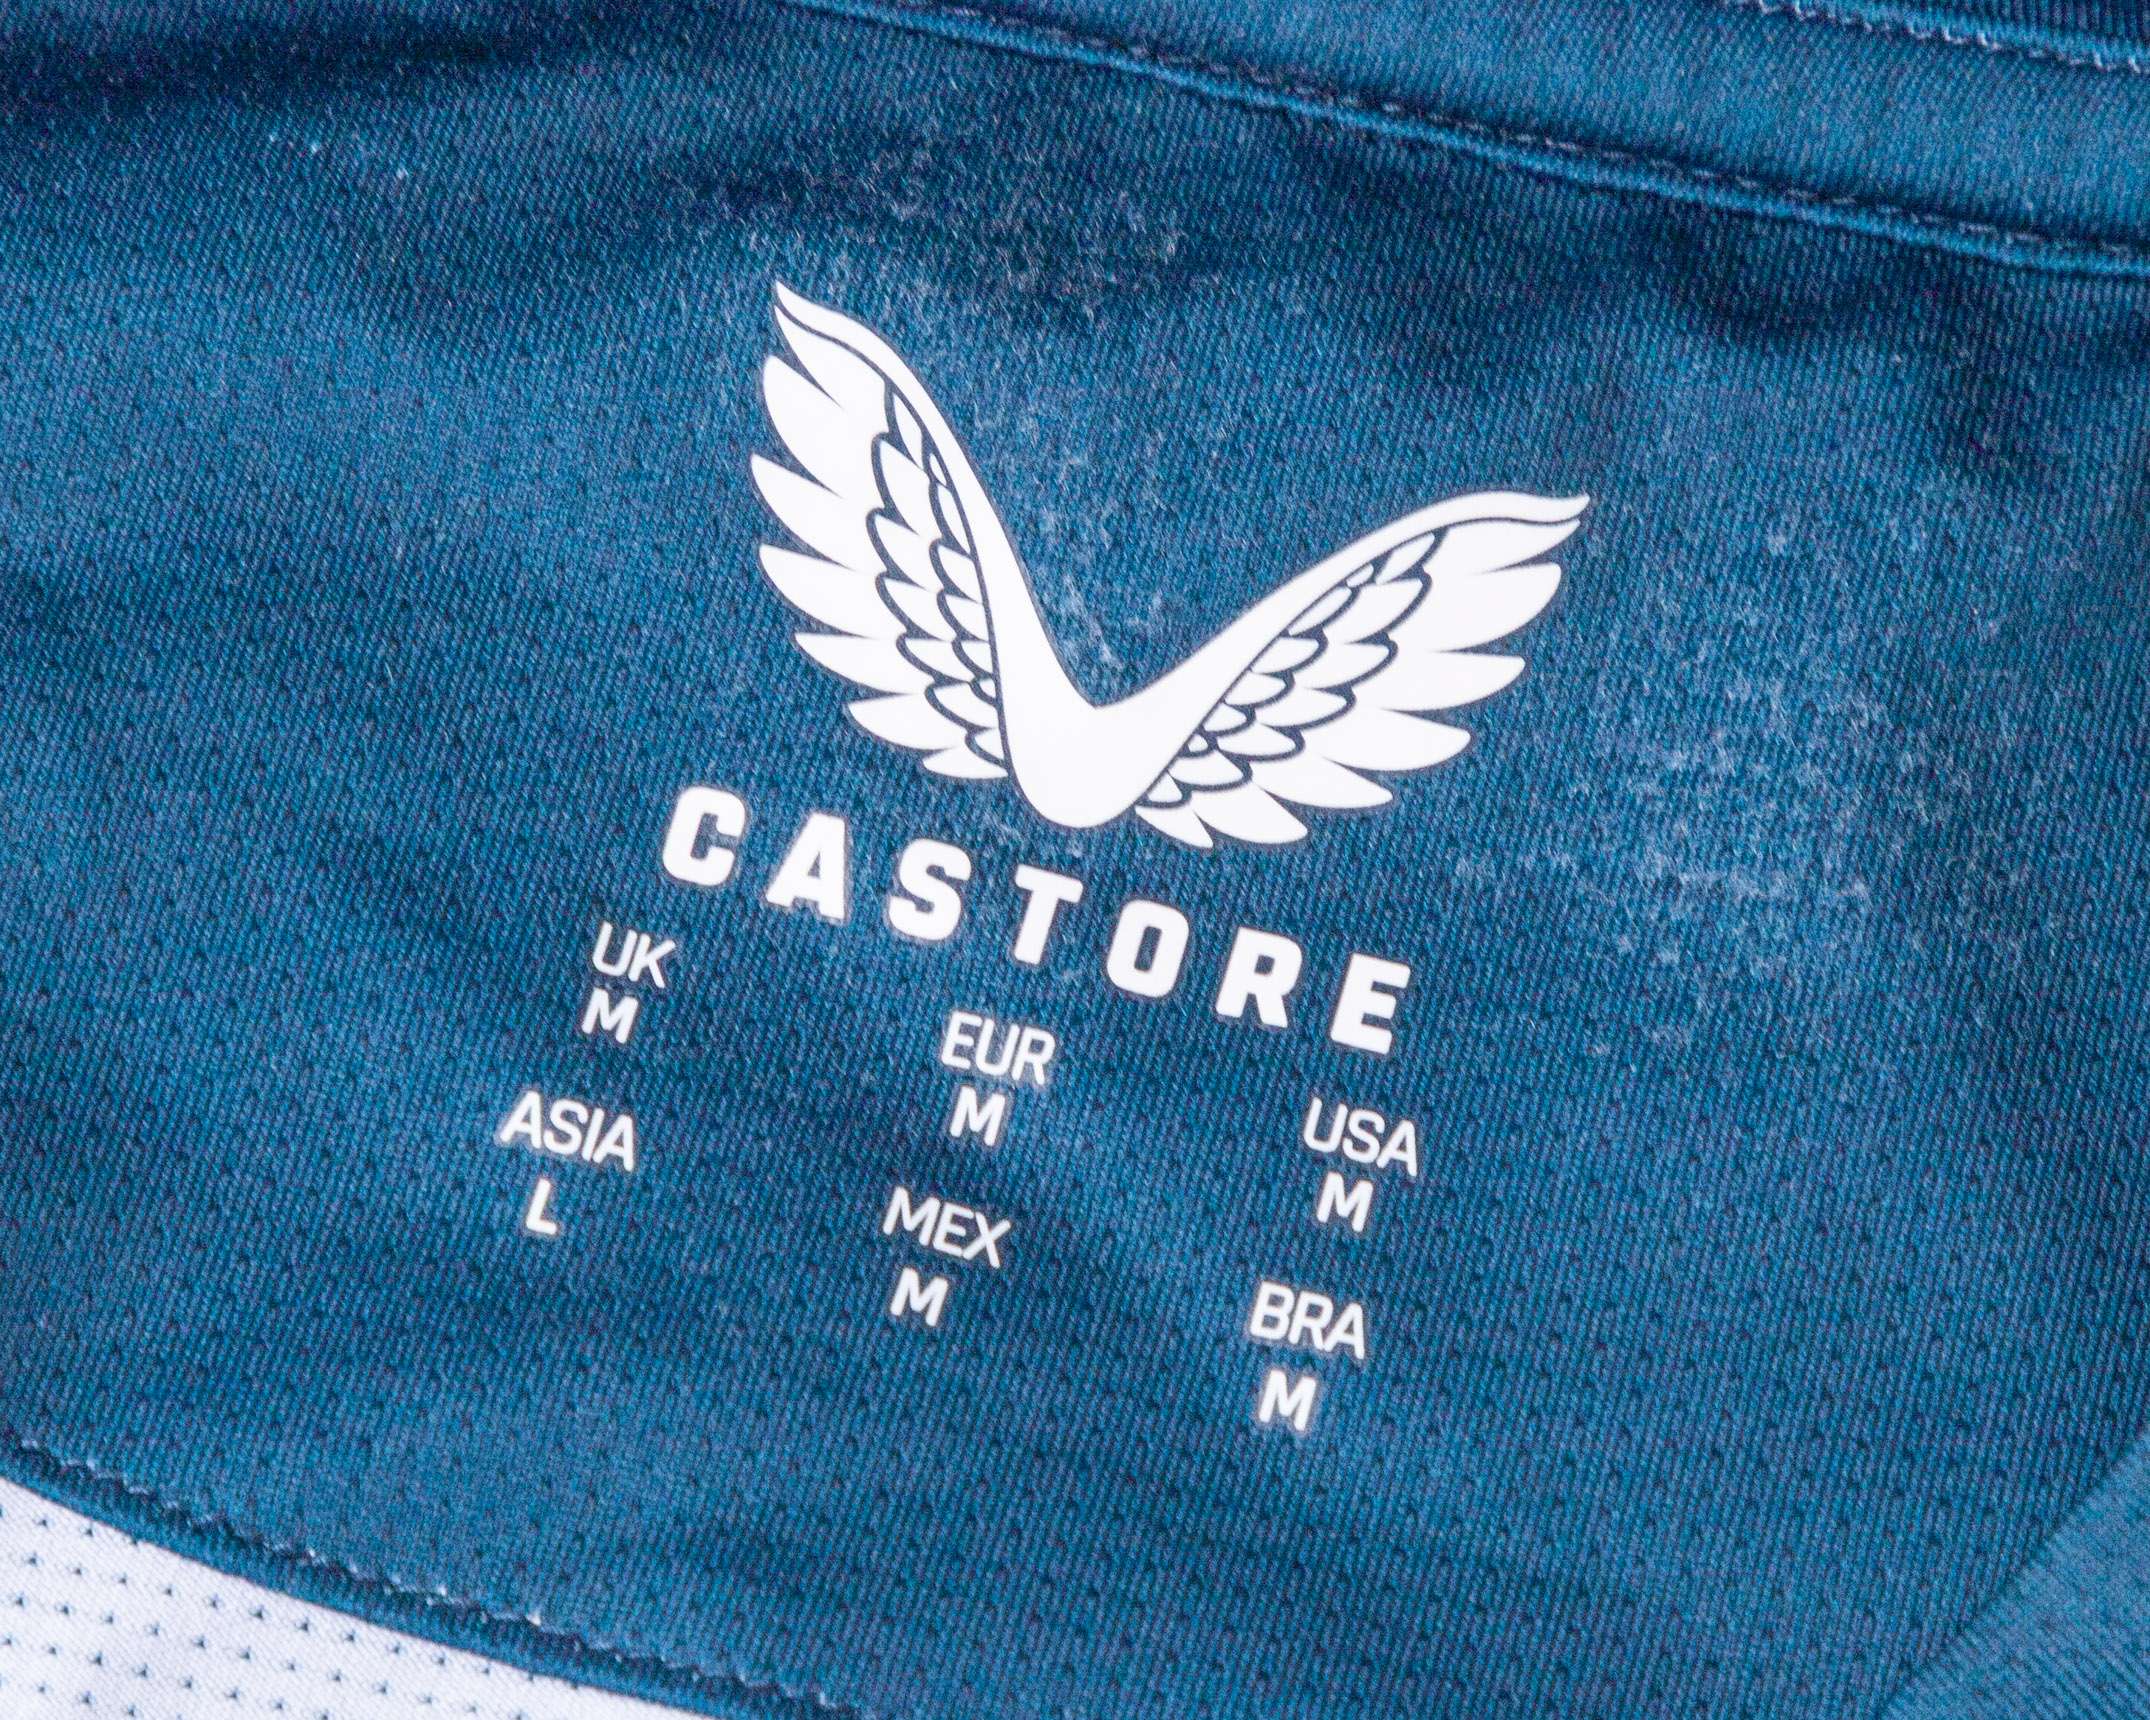 CASTORE
UK EUR USA
M M M
ASIA MEX BRA
L M M